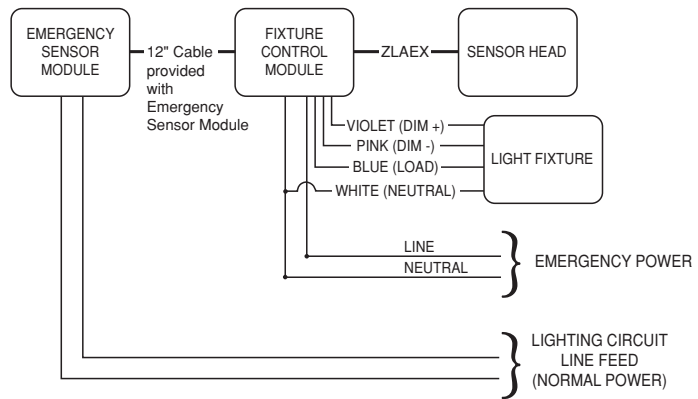 EMERGENCY
SENSOR
MODULE
12" Cable
provided
with
Emergency
Sensor Module
FIXTURE
CONTROL
MODULE
ZLAEX
SENSOR HEAD
VIOLET (DIM +)
PINK (DIM -)
BLUE (LOAD)
WHITE (NEUTRAL)
LIGHT FIXTURE
LINE
NEUTRAL
EMERGENCY POWER
LIGHTING CIRCUIT
LINE FEED
(NORMAL POWER)